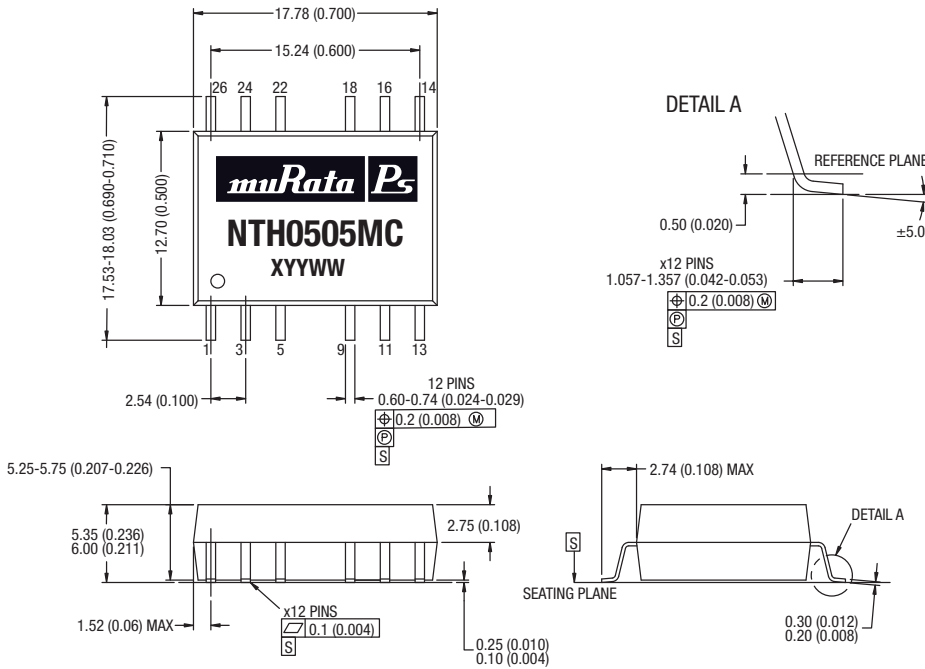 17.78 (0.700)
15.24 (0.600)
26 24 22 18 16 14
17.53-18.03 (0.690-0.710)
12.70 (0.500)
muRata Ps
NTH0505MC
XYYWW
1 3 5 9 11 13
2.54 (0.100)
12 PINS
0.60-0.74 (0.024-0.029)
0.2 (0.008) M
P
S
DETAIL A
REFERENCE PLANE
0.50 (0.020)
±5.0
x12 PINS
1.057-1.357 (0.042-0.053)
0.2 (0.008) M
P
S
5.25-5.75 (0.207-0.226)
5.35 (0.236)
6.00 (0.211)
2.75 (0.108)
1.52 (0.06) MAX
x12 PINS
0.1 (0.004)
S
0.25 (0.010)
0.10 (0.004)
2.74 (0.108) MAX
DETAIL A
S
SEATING PLANE
0.30 (0.012)
0.20 (0.008)